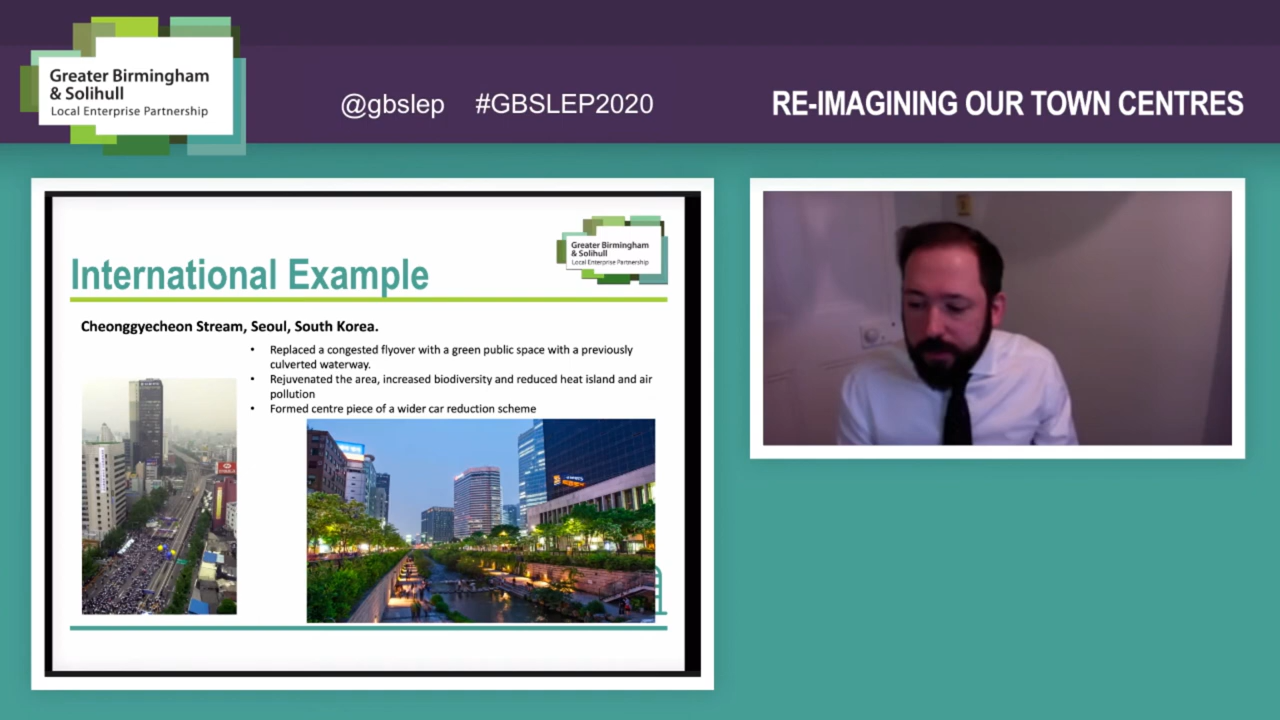 Greater Birmingham
& Solihull
Local Enterprise Partnership
@gbslep #GBSLEP2020
RE-IMAGINING OUR TOWN CENTRES
Greater Birmingham
& Solihull
Local Enterprise Partnership
International Example
Cheonggyecheon Stream, Seoul, South Korea.
• Replaced a congested flyover with a green public space with a previously
culverted waterway.
• Rejuvenated the area, increased biodiversity and reduced heat island and air
pollution
• Formed centre piece of a wider car reduction scheme